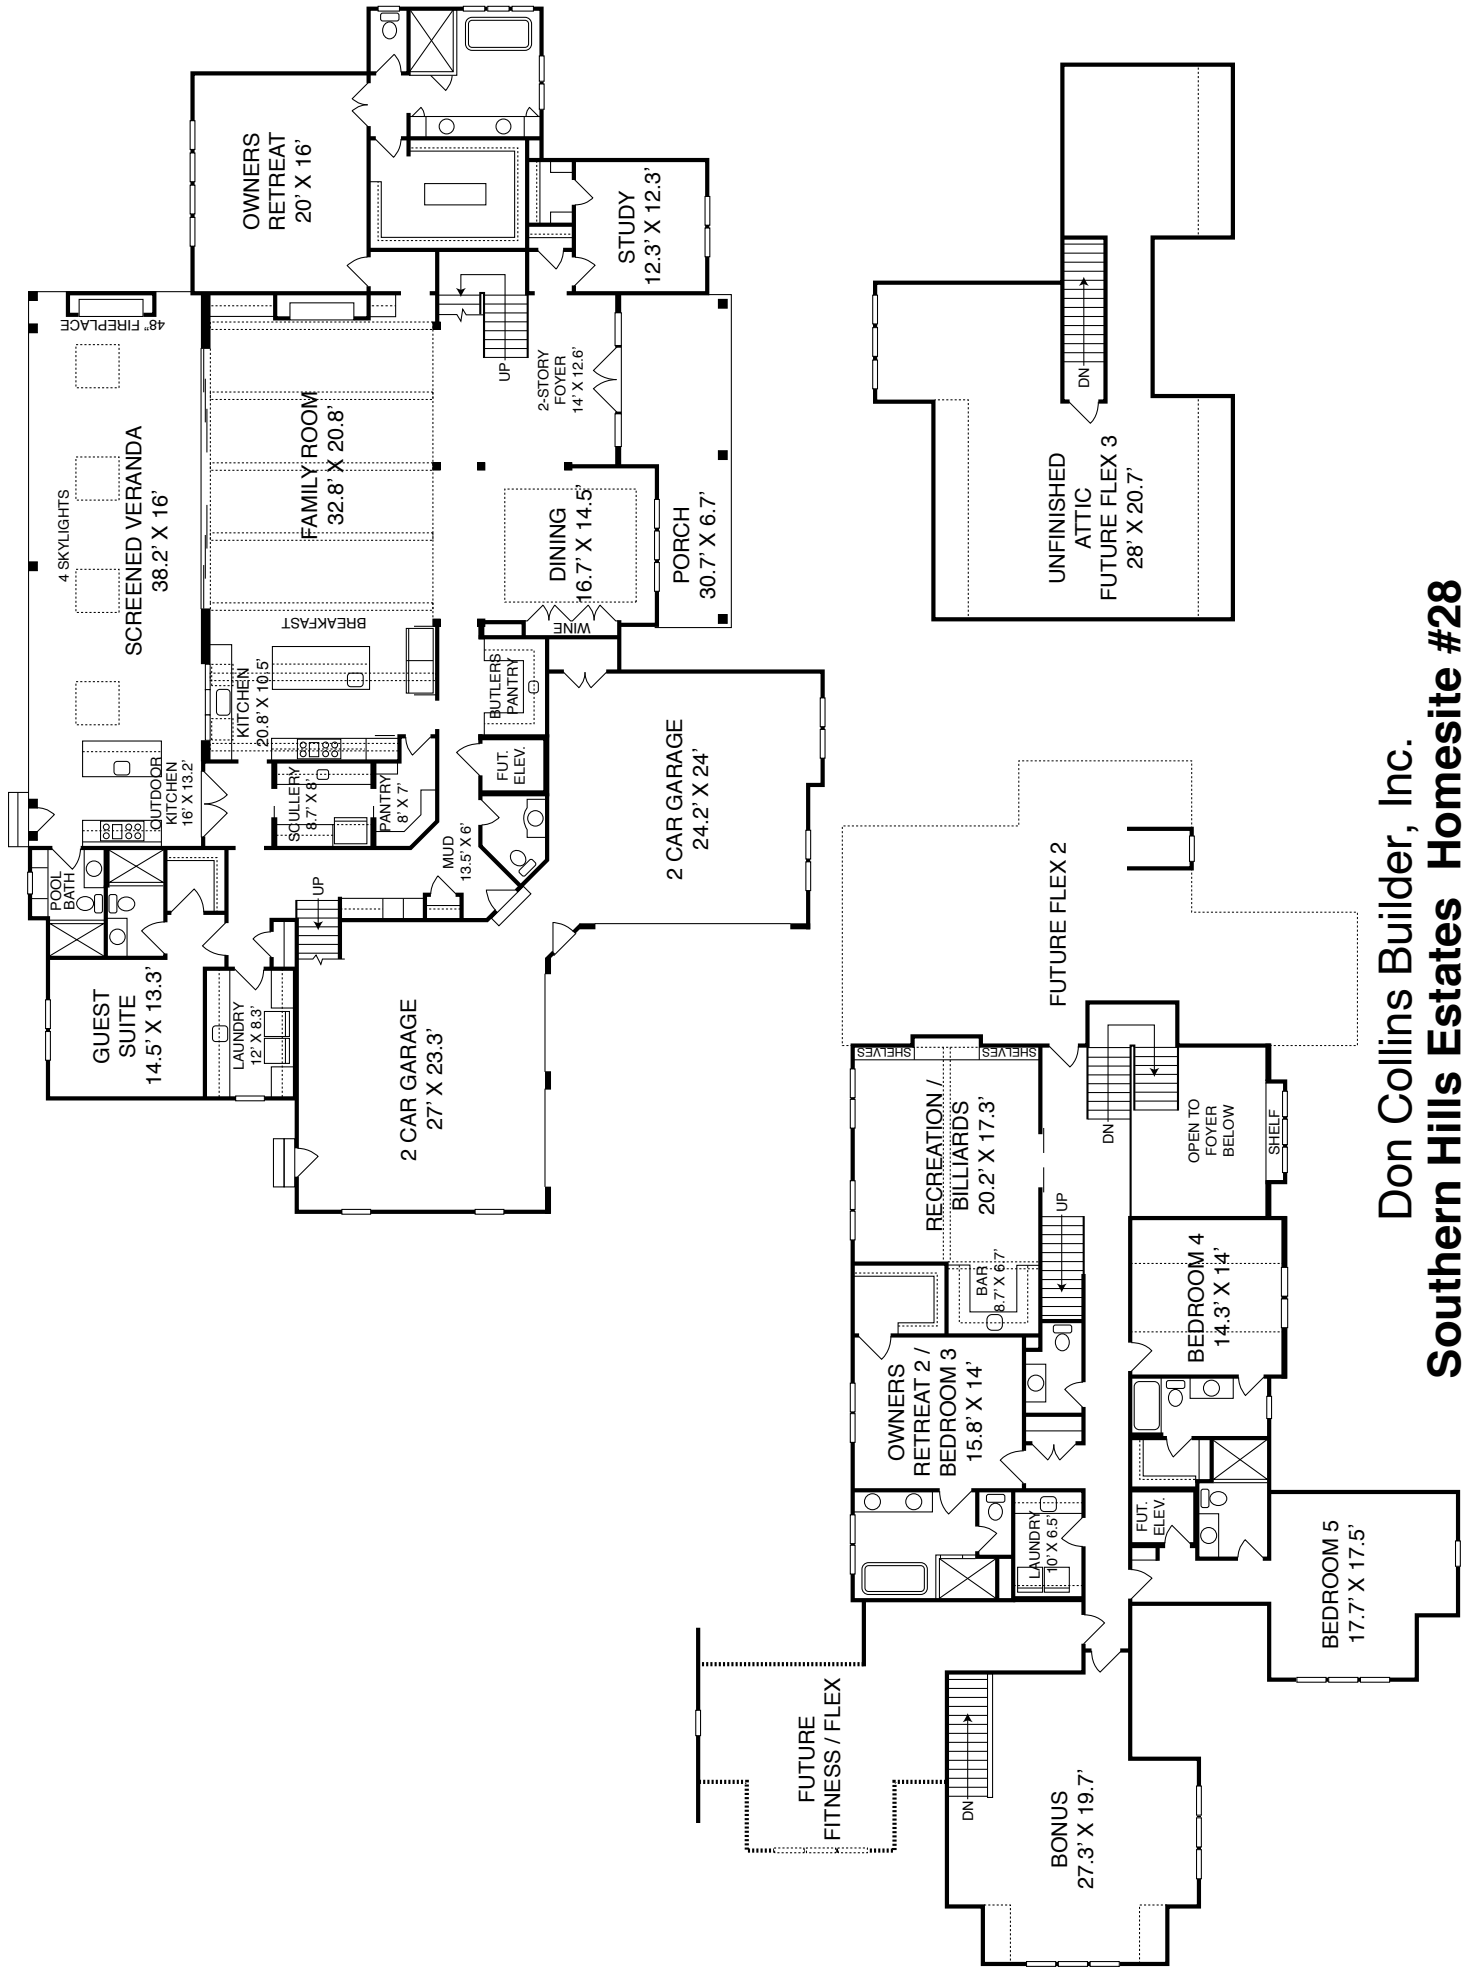 OWNERS
RETREAT
20' X 16'
48" FIREPLACE
4 SKYLIGHTS
SCREENED VERANDA
38.2' X 16'
FAMILY ROOM
32.8' X 20.8'
UP
2-STORY
FOYER
14' X 12.6'
STUDY
12.3' X 12.3'
DINING
16.7' X 14.5'
PORCH
30.7' X 6.7'
WINE
BREAKFAST
KITCHEN
20.8' X 10.5'
BUTLERS
PANTRY
OUTDOOR
KITCHEN
16' X 13.2'
SCULLERY
8.7' X 8'
PANTRY
8' X 7'
FUT.
ELEV.
MUD
13.5' X 6'
2 CAR GARAGE
24.2' X 24'
POOL
BATH
UP
GUEST
SUITE
14.5' X 13.3'
LAUNDRY
12' X 8.3'
2 CAR GARAGE
27' X 23.3'
DN
UNFINISHED
ATTIC
FUTURE FLEX 3
28' X 20.7'
FUTURE FLEX 2
SHELVES
SHELVES
RECREATION /
BILLIARDS
20.2' X 17.3'
DN
OPEN TO
FOYER
BELOW
SHELF
UP
BAR
8.7' X 6.7'
OWNERS
RETREAT 2 /
BEDROOM 3
15.8' X 14'
BEDROOM 4
14.3' X 14'
LAUNDRY
10' X 6.5'
FUT.
ELEV.
BEDROOM 5
17.7' X 17.5'
FUTURE
FITNESS / FLEX
DN
BONUS
27.3' X 19.7'
Don Collins Builder, Inc.
Southern Hills Estates Homesite #28